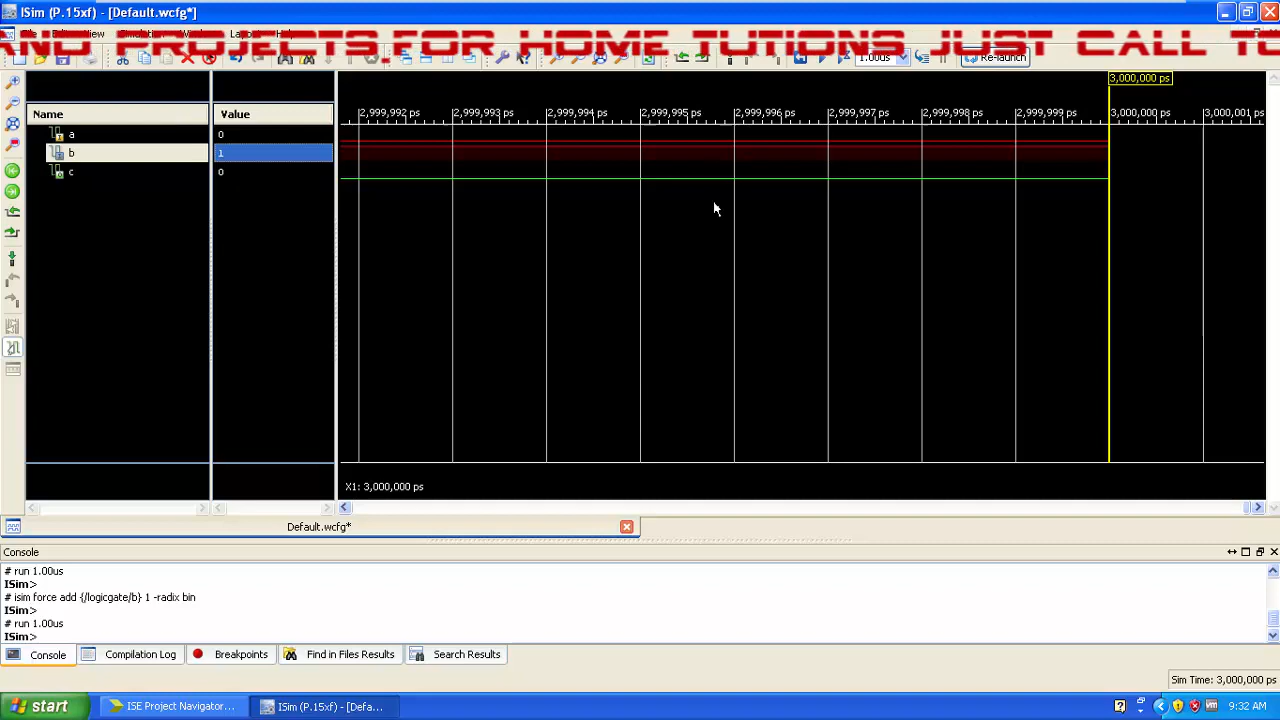 ISim (P.15xf) - [Default.wcfg*]
AND PROJECTS.FOR HOME TUTIONS JUST CALL TO
1.00us
Re-launch
3,000,000 ps
Name
Value
2,999,992 ps
2,999,993 ps
2,999,994 ps
2,999,995 ps
2,999,996 ps
2,999,997 ps
2,999,998 ps
2,999,999 ps
3,000,000 ps
3,000,001 ps
a
0
b
1
c
0
X1: 3,000,000 ps
Default.wcfg*
Console
# run 1.00us
ISim>
# isim force add {/logicgate/b} 1 -radix bin
ISim>
# run 1.00us
ISim>
Console
Compilation Log
Breakpoints
Find in Files Results
Search Results
Sim Time: 3,000,000 ps
start
ISE Project Navigator...
ISim (P.15xf) - [Defa...
9:32 AM